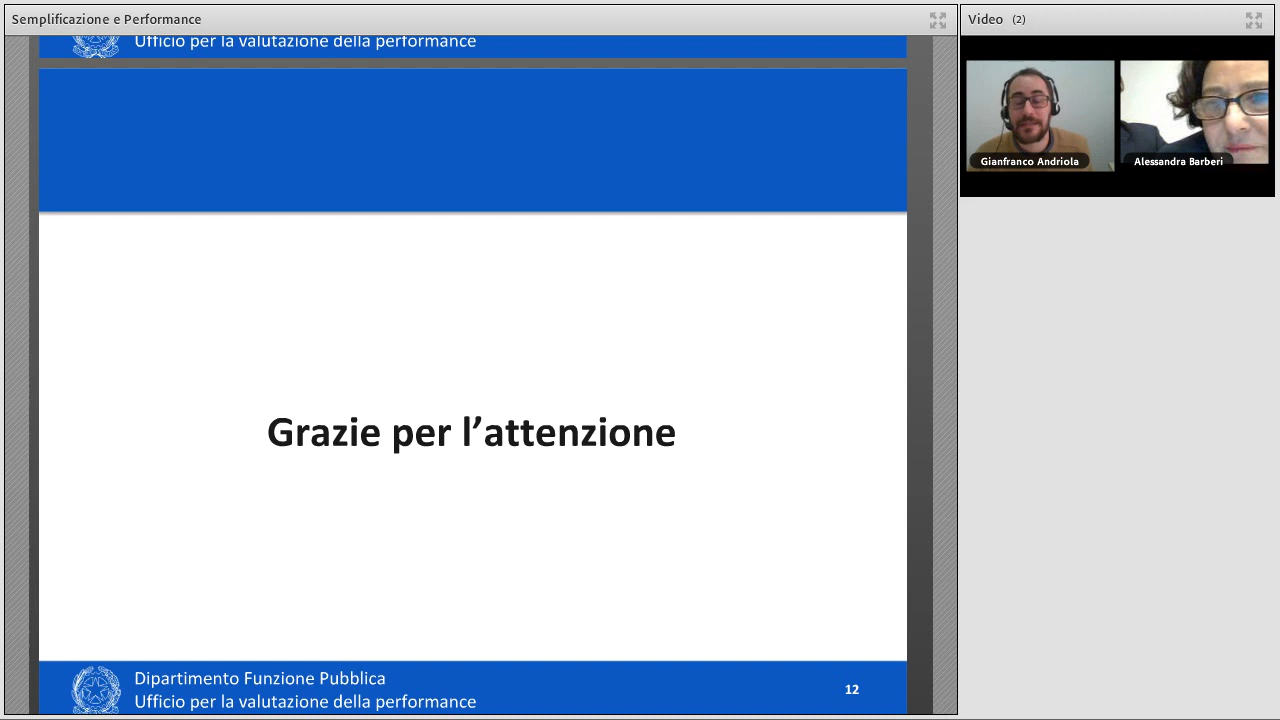 Semplificazione e Performance
Video (2)
Ufficio per la valutazione della performance
Gianfranco Andriola
Alessandra Barberi
Grazie per l'attenzione
Dipartimento Funzione Pubblica
Ufficio per la valutazione della performance
12